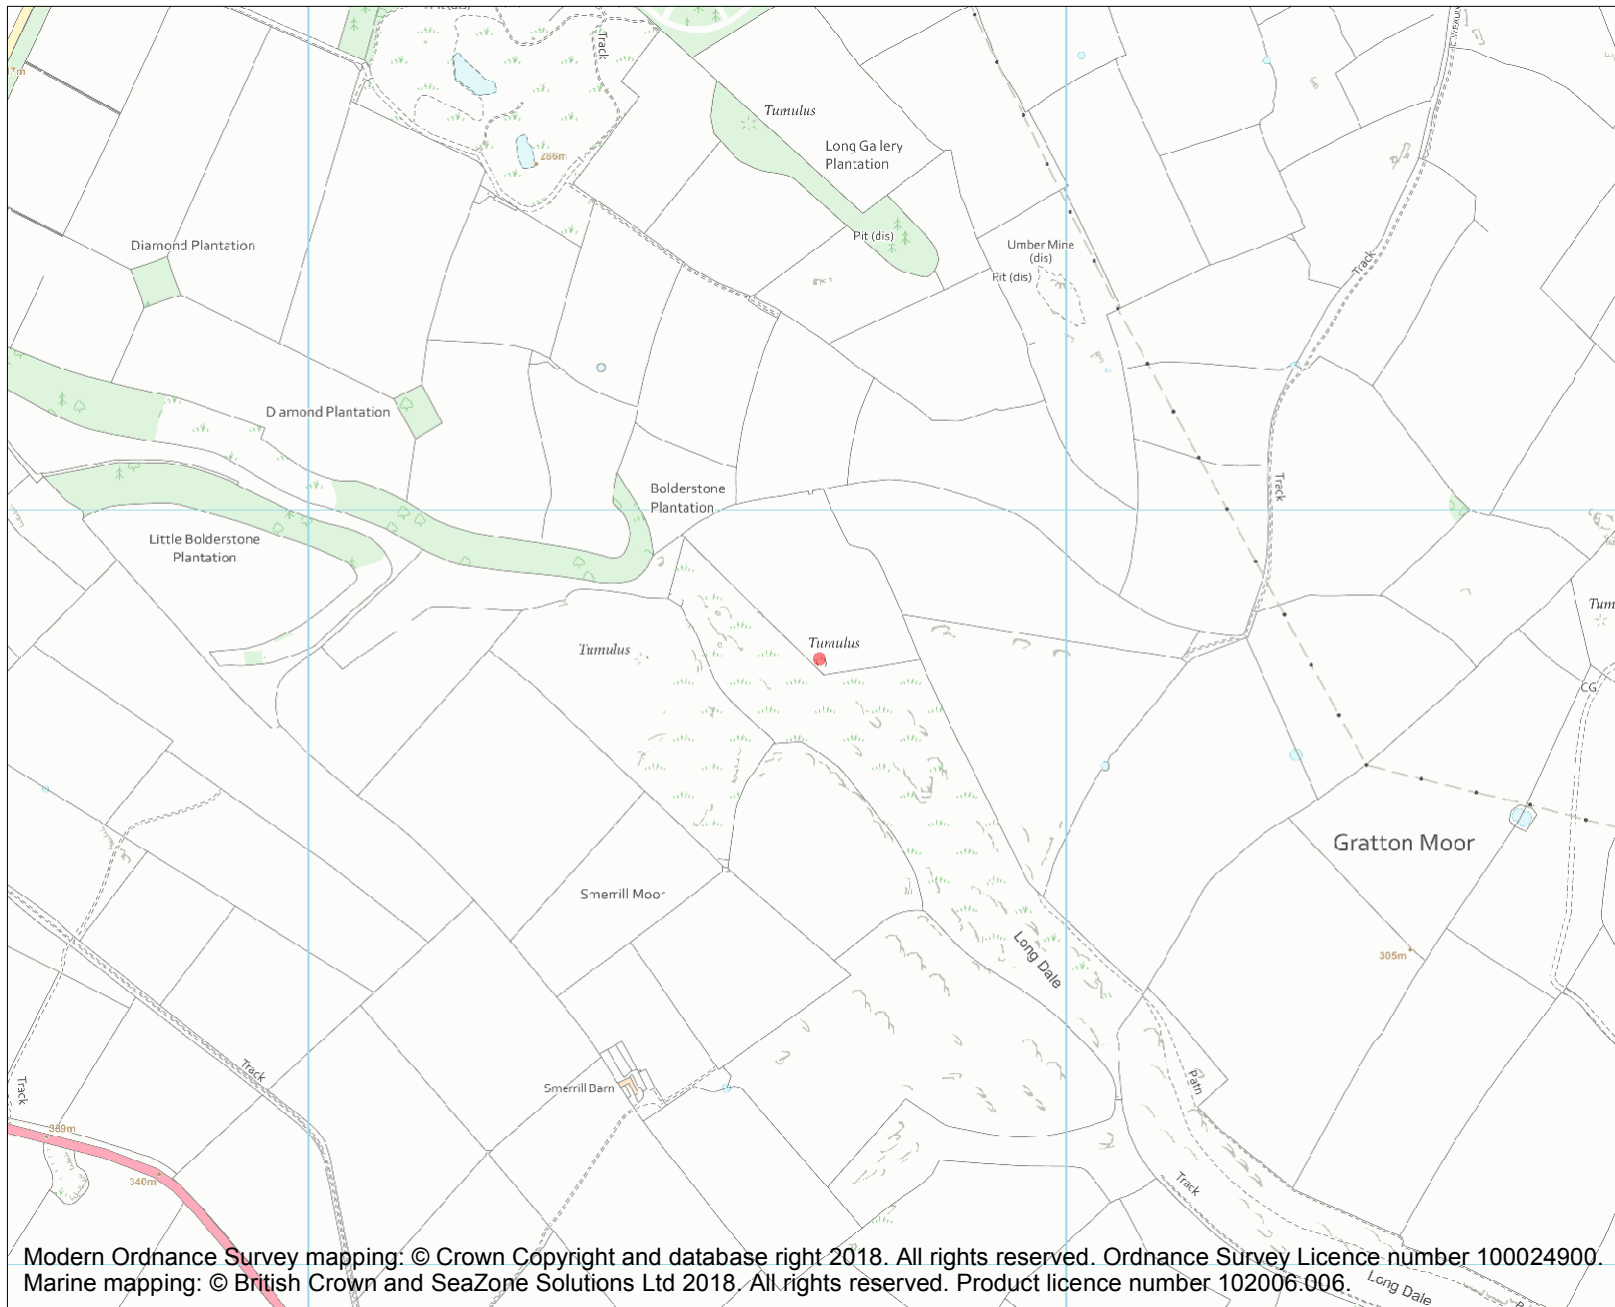 Pit (dis)
Track
Tumulus
Long Gallery
Plantation
286m
Diamond Plantation
Pit (dis)
Umber Mine
(dis)
Pit (dis)
Track
Diamond Plantation
Bolderstone
Plantation
Track
Little Bolderstone
Plantation
Tumulus
Tumulus
Tum
CG
Gratton Moor
Smerrill Moor
Long Dale
305m
Track
Track
Smerrill Barn
Path
339m
340m
Track
Modern Ordnance Survey mapping: © Crown Copyright and database right 2018. All rights reserved. Ordnance Survey Licence number 100024900.
Marine mapping: © British Crown and SeaZone Solutions Ltd 2018. All rights reserved. Product licence number 102006.006.
Long Dale